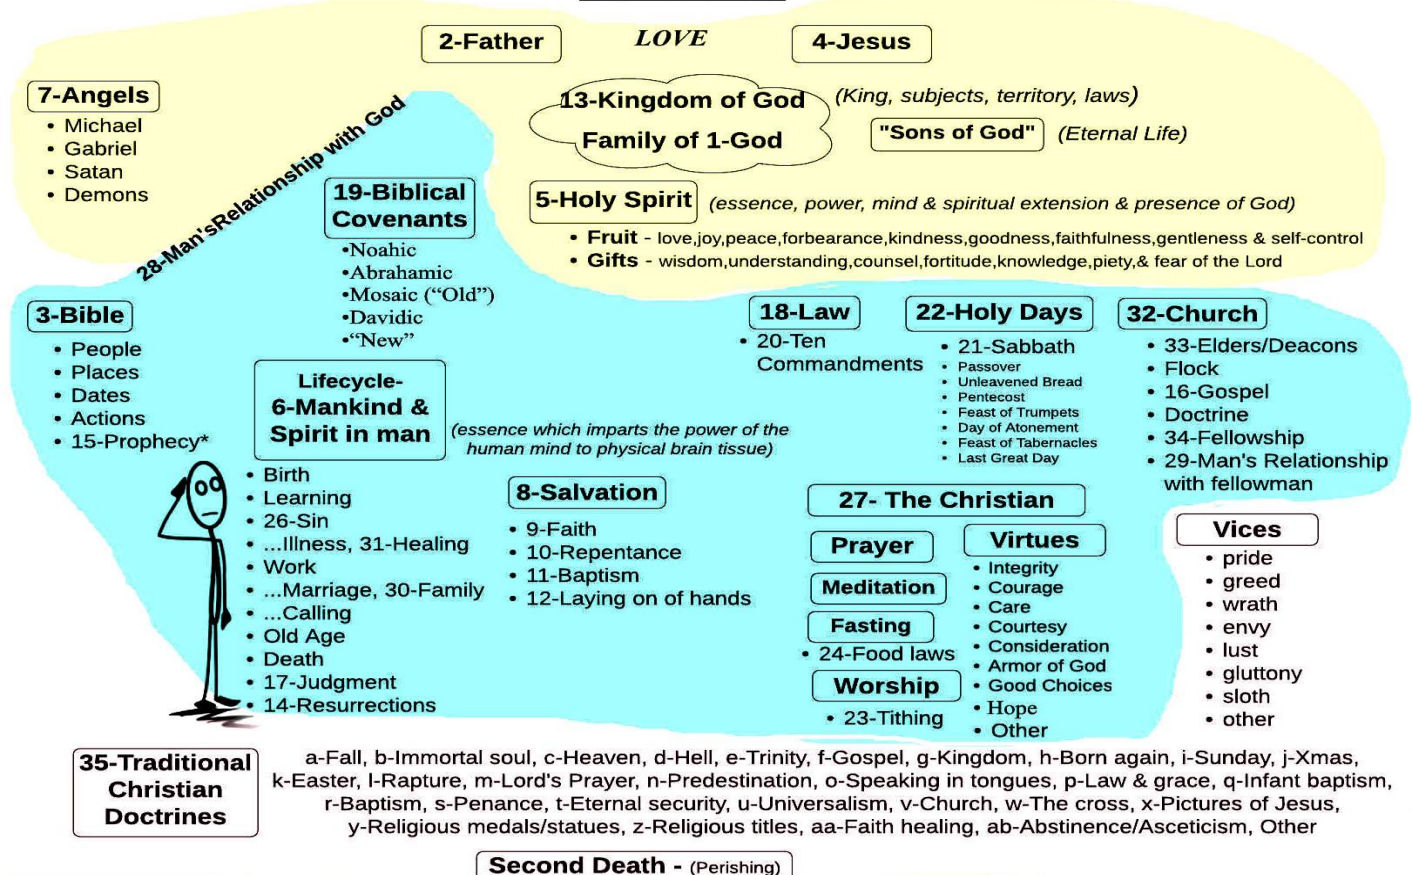 2-Father
LOVE
4-Jesus
7-Angels
• Michael
• Gabriel
• Satan
• Demons
28-Man'sRelationship with God
13-Kingdom of God
Family of 1-God
(King, subjects, territory, laws)
"Sons of God"
(Eternal Life)
19-Biblical
Covenants
•Noahic
•Abrahamic
•Mosaic (“Old”)
•Davidic
•“New”
5-Holy Spirit
(essence, power, mind & spiritual extension & presence of God)
• Fruit - love,joy,peace,forbearance,kindness,goodness,faithfulness,gentleness & self-control
• Gifts - wisdom,understanding,counsel,fortitude,knowledge,piety,& fear of the Lord
3-Bible
• People
• Places
• Dates
• Actions
• 15-Prophecy*
Lifecycle-
6-Mankind &
Spirit in man
(essence which imparts the power of the
human mind to physical brain tissue)
• Birth
• Learning
• 26-Sin
• ...Illness, 31-Healing
• Work
• ...Marriage, 30-Family
• ...Calling
• Old Age
• Death
• 17-Judgment
• 14-Resurrections
8-Salvation
• 9-Faith
• 10-Repentance
• 11-Baptism
• 12-Laying on of hands
18-Law
• 20-Ten
Commandments
22-Holy Days
• 21-Sabbath
• Passover
• Unleavened Bread
• Pentecost
• Feast of Trumpets
• Day of Atonement
• Feast of Tabernacles
• Last Great Day
32-Church
• 33-Elders/Deacons
• Flock
• 16-Gospel
• Doctrine
• 34-Fellowship
• 29-Man's Relationship
with fellowman
27- The Christian
Prayer
Meditation
Fasting
• 24-Food laws
Worship
• 23-Tithing
Virtues
• Integrity
• Courage
• Care
• Courtesy
• Consideration
• Armor of God
• Good Choices
• Hope
• Other
Vices
• pride
• greed
• wrath
• envy
• lust
• gluttony
• sloth
• other
35-Traditional
Christian
Doctrines
a-Fall, b-Immortal soul, c-Heaven, d-Hell, e-Trinity, f-Gospel, g-Kingdom, h-Born again, i-Sunday, j-Xmas,
k-Easter, l-Rapture, m-Lord's Prayer, n-Predestination, o-Speaking in tongues, p-Law & grace, q-Infant baptism,
r-Baptism, s-Penance, t-Eternal security, u-Universalism, v-Church, w-The cross, x-Pictures of Jesus,
y-Religious medals/statues, z-Religious titles, aa-Faith healing, ab-Abstinence/Asceticism, Other
Second Death - (Perishing)